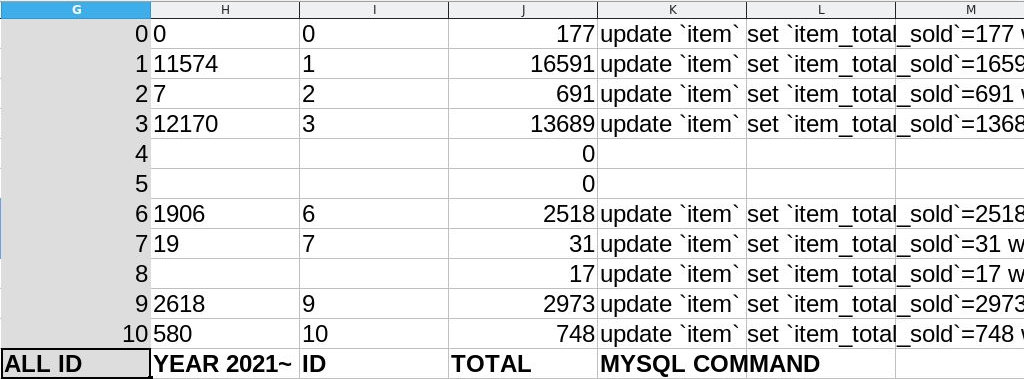 G H I J K L M
0 0 0 177 update `item` set `item_total_sold`=177 w
1 11574 1 16591 update `item` set `item_total_sold`=1659
2 7 2 691 update `item` set `item_total_sold`=691 w
3 12170 3 13689 update `item` set `item_total_sold`=1368
4 0
5 0
6 1906 6 2518 update `item` set `item_total_sold`=2518
7 19 7 31 update `item` set `item_total_sold`=31 w
8 17 update `item` set `item_total_sold`=17 w
9 2618 9 2973 update `item` set `item_total_sold`=2973
10 580 10 748 update `item` set `item_total_sold`=748 w
ALL ID YEAR 2021~ ID TOTAL MYSQL COMMAND